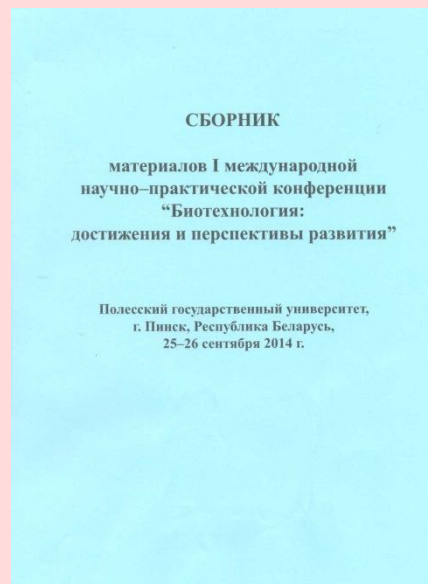 СБОРНИК
материалов I международной
научно–практической конференции
“Биотехнология:
достижения и перспективы развития”
Полесский государственный университет,
г. Пинск, Республика Беларусь,
25–26 сентября 2014 г.